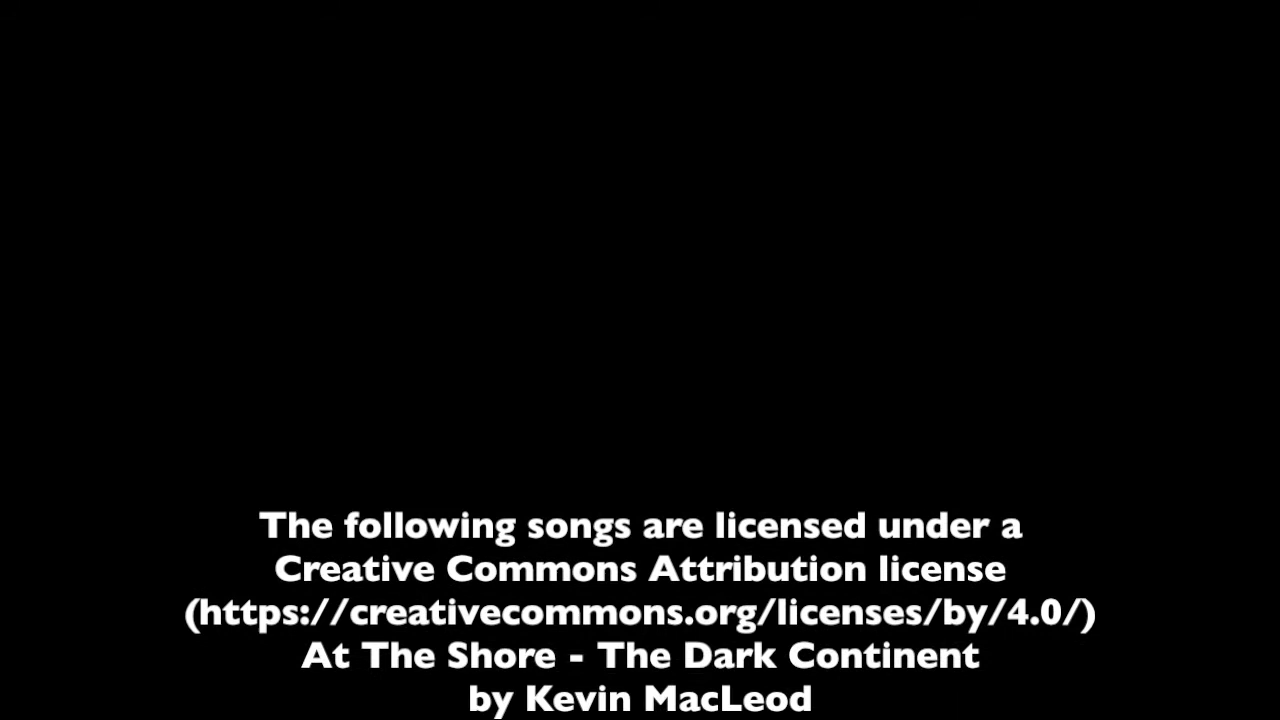 The following songs are licensed under a
Creative Commons Attribution license
(https://creativecommons.org/licenses/by/4.0/)
At The Shore - The Dark Continent
by Kevin MacLeod